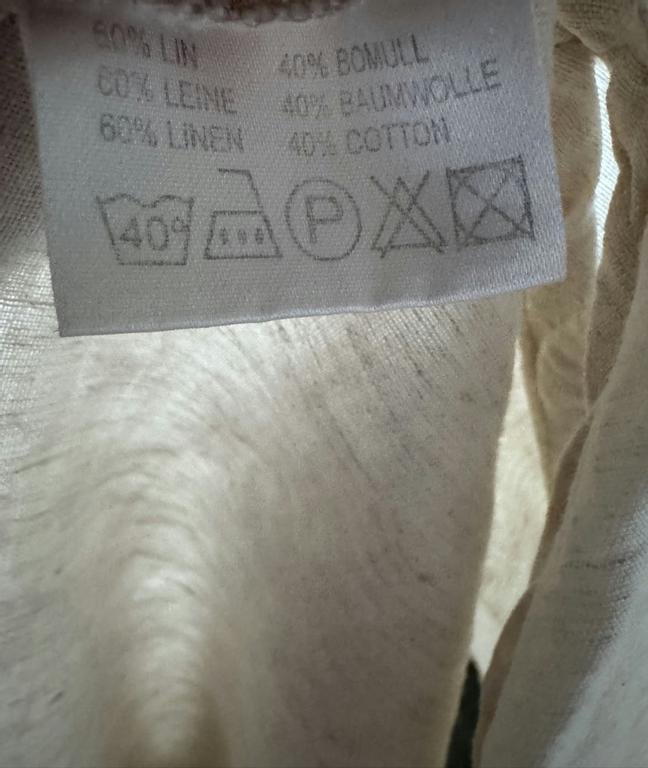 60% LIN 40% BOMULL
60% LEINE 40% BAUMWOLLE
60% LINEN 40% COTTON
40° P